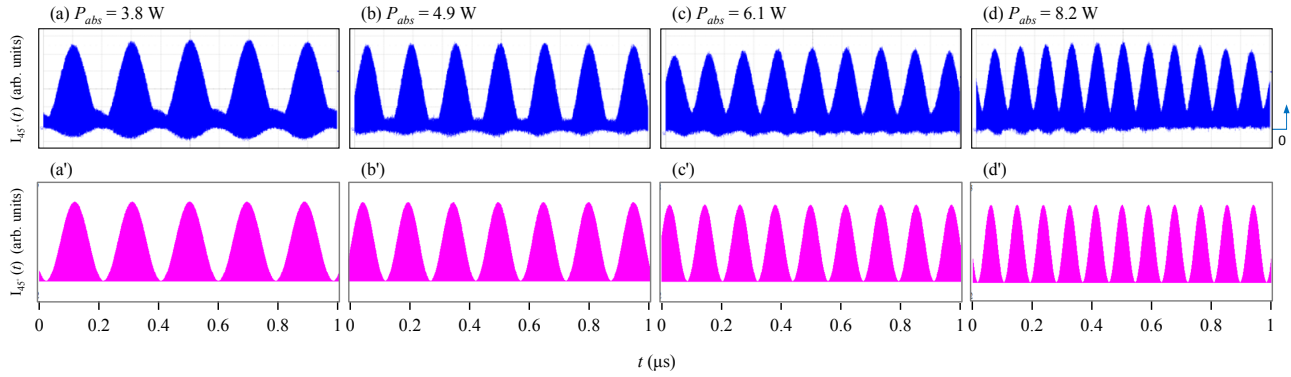 (a) P_abs = 3.8 W
(b) P_abs = 4.9 W
(c) P_abs = 6.1 W
(d) P_abs = 8.2 W
I_45° (t) (arb. units)
0
(a')
(b')
(c')
(d')
I_45° (t) (arb. units)
0 0.2 0.4 0.6 0.8 1 0.2 0.4 0.6 0.8 1 0.2 0.4 0.6 0.8 1 0 0.2 0.4 0.6 0.8 1
t (μs)